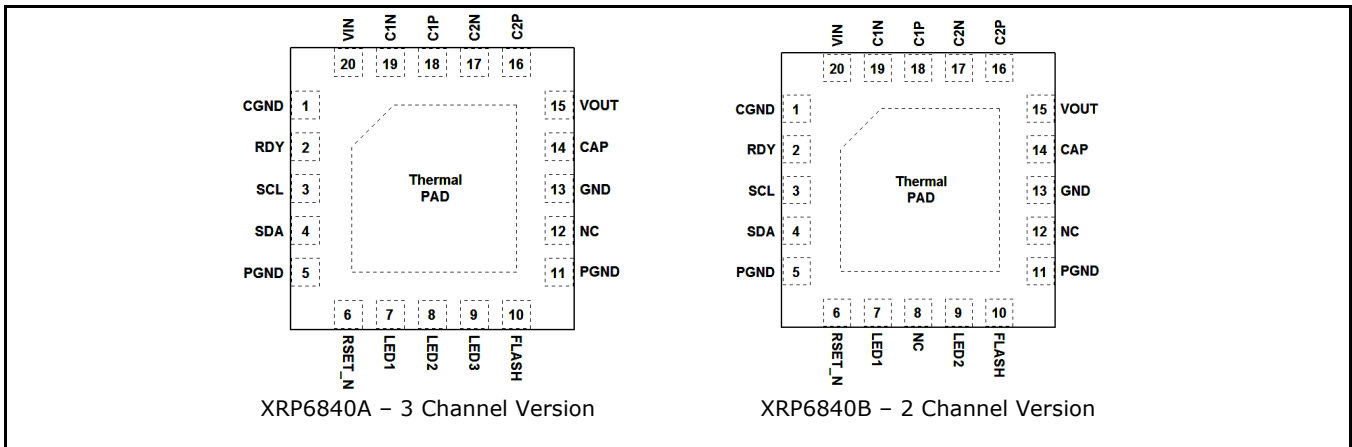 VIN C1N C1P C2N C2P
20 19 18 17 16
CGND 1
15 VOUT
RDY 2
14 CAP
SCL 3
13 GND
SDA 4
12 NC
PGND 5
11 PGND
Thermal
PAD
6 7 8 9 10
RSET_N LED1 LED2 LED3 FLASH
XRP6840A – 3 Channel Version
VIN C1N C1P C2N C2P
20 19 18 17 16
CGND 1
15 VOUT
RDY 2
14 CAP
SCL 3
13 GND
SDA 4
12 NC
PGND 5
11 PGND
Thermal
PAD
6 7 8 9 10
RSET_N LED1 NC LED2 FLASH
XRP6840B – 2 Channel Version